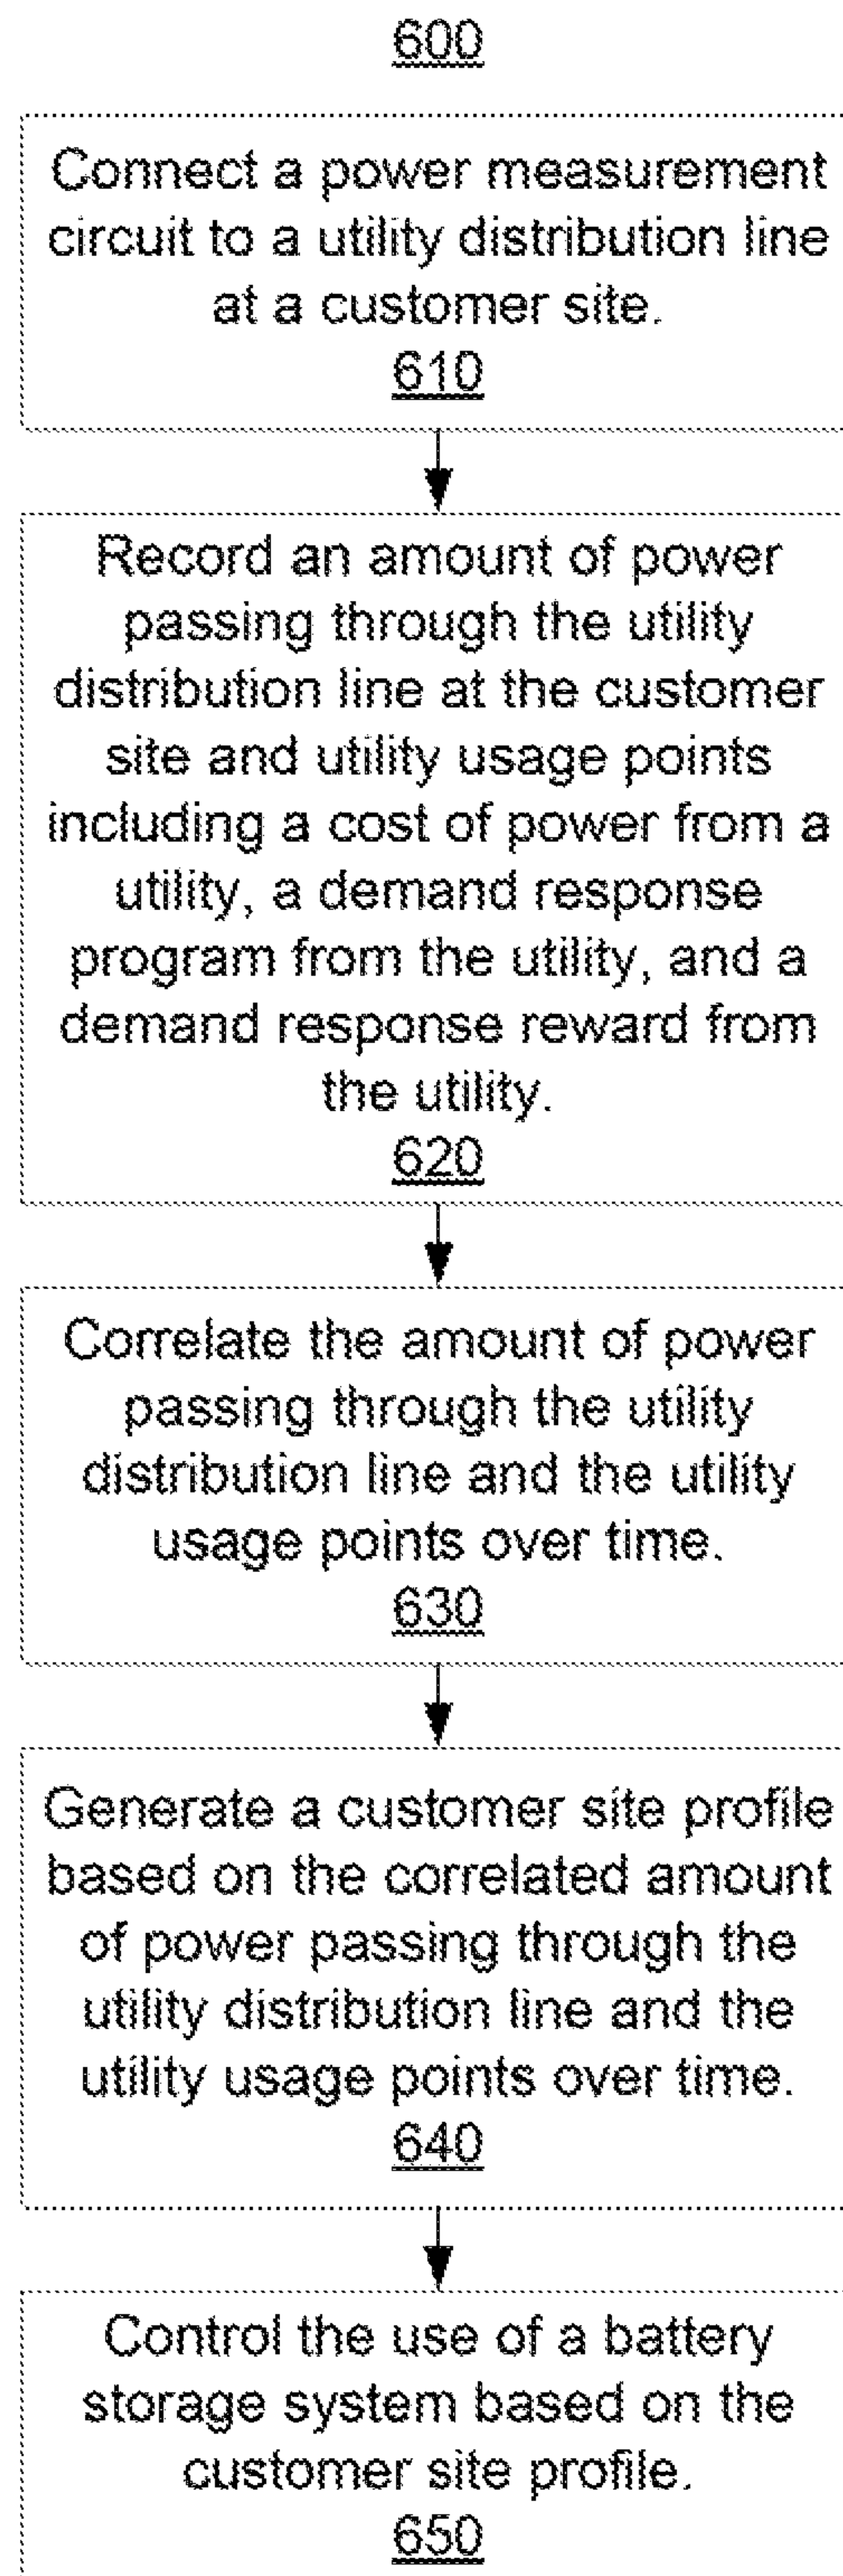 600
Connect a power measurement
circuit to a utility distribution line
at a customer site.
610
Record an amount of power
passing through the utility
distribution line at the customer
site and utility usage points
including a cost of power from a
utility, a demand response
program from the utility, and a
demand response reward from
the utility.
620
Correlate the amount of power
passing through the utility
distribution line and the utility
usage points over time.
630
Generate a customer site profile
based on the correlated amount
of power passing through the
utility distribution line and the
utility usage points over time.
640
Control the use of a battery
storage system based on the
customer site profile.
650